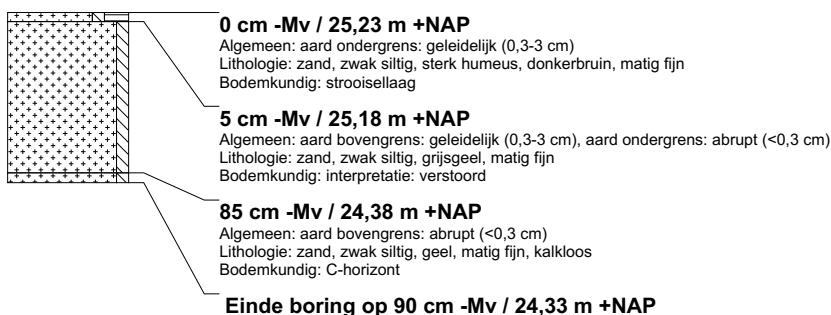 0 cm -Mv / 25,23 m +NAP
Algemeen: aard ondergrens: geleidelijk (0,3-3 cm)
Lithologie: zand, zwak siltig, sterk humeus, donkerbruin, matig fijn
Bodemkundig: strooisellaag
5 cm -Mv / 25,18 m +NAP
Algemeen: aard bovengrens: geleidelijk (0,3-3 cm), aard ondergrens: abrupt (<0,3 cm)
Lithologie: zand, zwak siltig, grijsgeel, matig fijn
Bodemkundig: interpretatie: verstoord
85 cm -Mv / 24,38 m +NAP
Algemeen: aard bovengrens: abrupt (<0,3 cm)
Lithologie: zand, zwak siltig, geel, matig fijn, kalkloos
Bodemkundig: C-horizont
Einde boring op 90 cm -Mv / 24,33 m +NAP